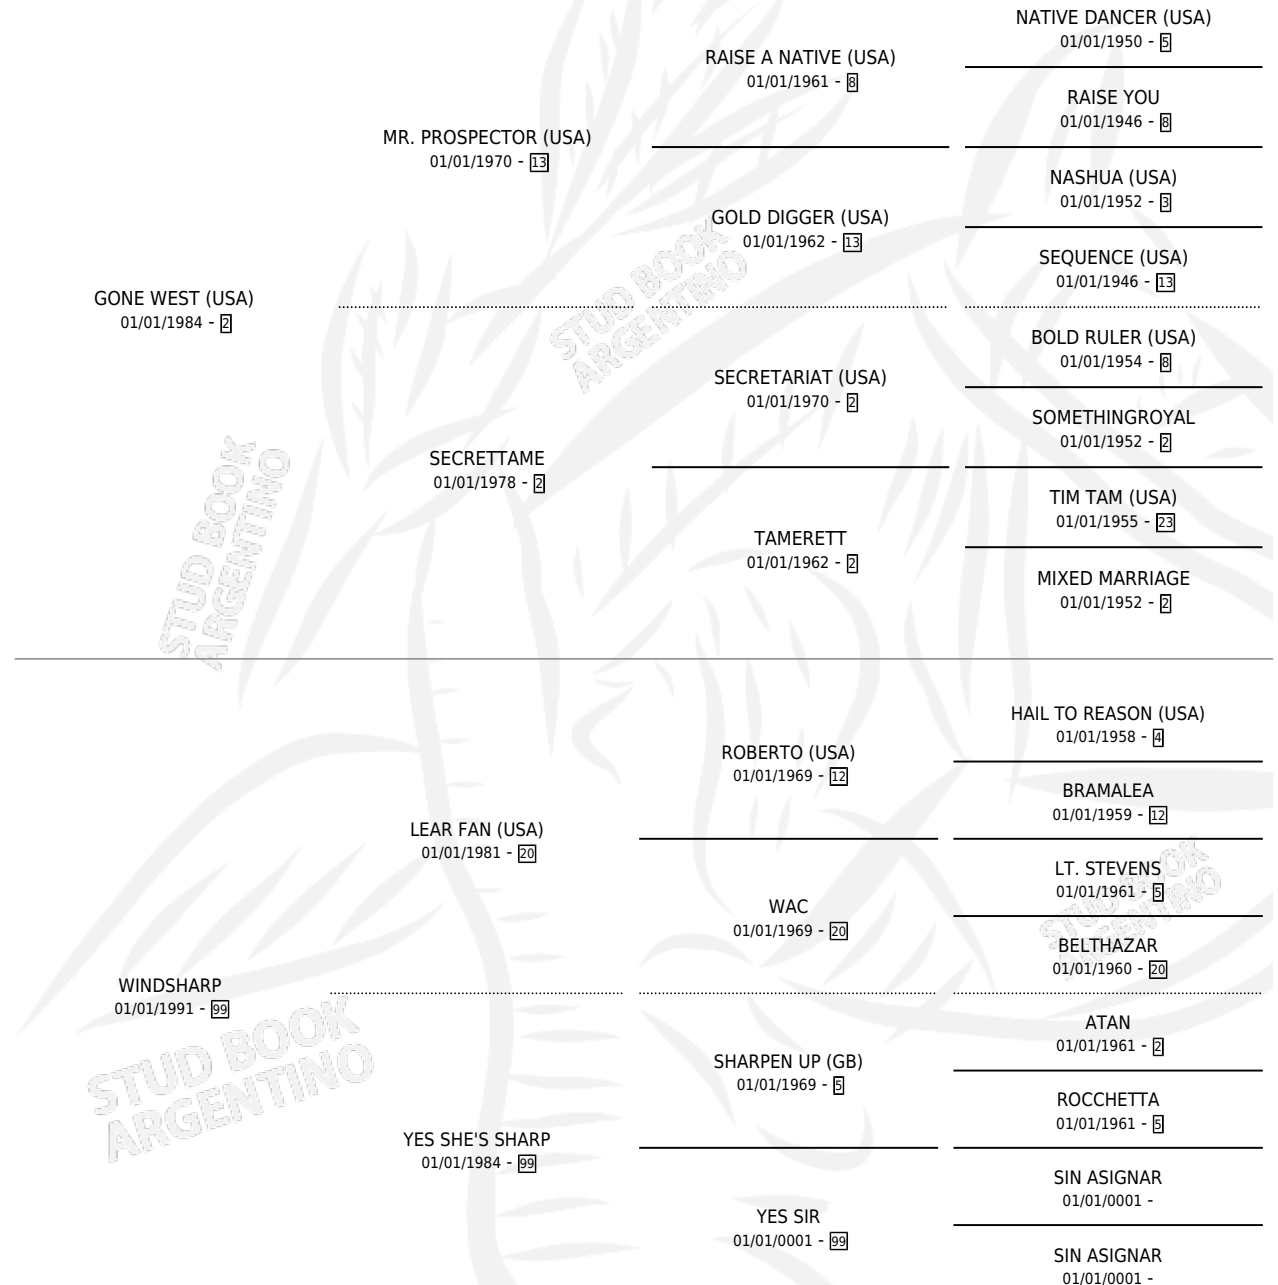 NATIVE DANCER (USA)
01/01/1950 - 5
RAISE A NATIVE (USA)
01/01/1961 - 8
RAISE YOU
01/01/1946 - 8
MR. PROSPECTOR (USA)
01/01/1970 - 13
NASHUA (USA)
01/01/1952 - 3
GOLD DIGGER (USA)
01/01/1962 - 13
SEQUENCE (USA)
01/01/1946 - 13
GONE WEST (USA)
01/01/1984 - 2
BOLD RULER (USA)
01/01/1954 - 8
SECRETARIAT (USA)
01/01/1970 - 2
SOMETHINGROYAL
01/01/1952 - 2
SECRETTAME
01/01/1978 - 2
TIM TAM (USA)
01/01/1955 - 23
TAMERETT
01/01/1962 - 2
MIXED MARRIAGE
01/01/1952 - 2
HAIL TO REASON (USA)
01/01/1958 - 4
ROBERTO (USA)
01/01/1969 - 12
BRAMALEA
01/01/1959 - 12
LEAR FAN (USA)
01/01/1981 - 20
LT. STEVENS
01/01/1961 - 5
WAC
01/01/1969 - 20
BELTHAZAR
01/01/1960 - 20
WINDSHARP
01/01/1991 - 99
ATAN
01/01/1961 - 2
SHARPEN UP (GB)
01/01/1969 - 5
ROCCHETTA
01/01/1961 - 5
YES SHE'S SHARP
01/01/1984 - 99
SIN ASIGNAR
01/01/0001 -
YES SIR
01/01/0001 - 99
SIN ASIGNAR
01/01/0001 -
STUD BOOK
ARGENTINO
STUD BOOK
ARGENTINO
STUD BOOK
ARGENTINO
STUD BOOK
ARGENTINO